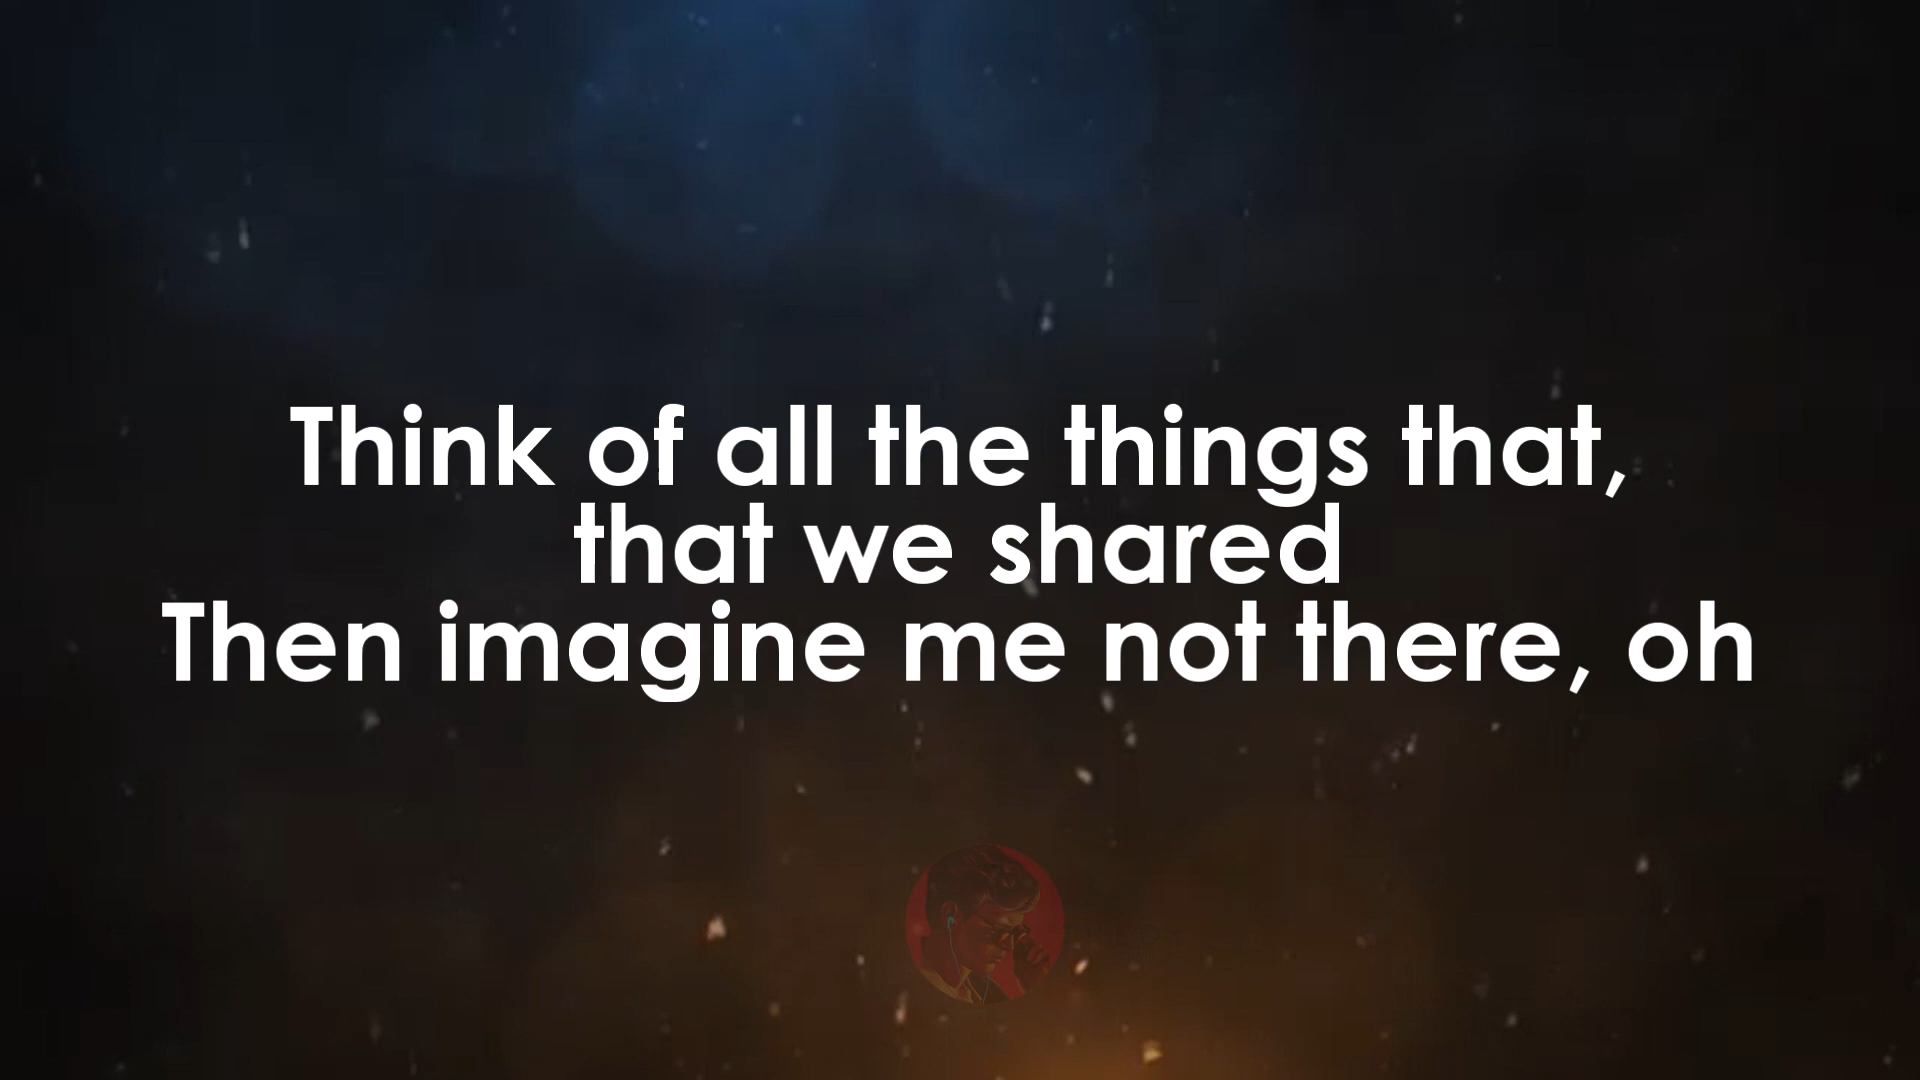 Think of all the things that,
that we shared
Then imagine me not there, oh